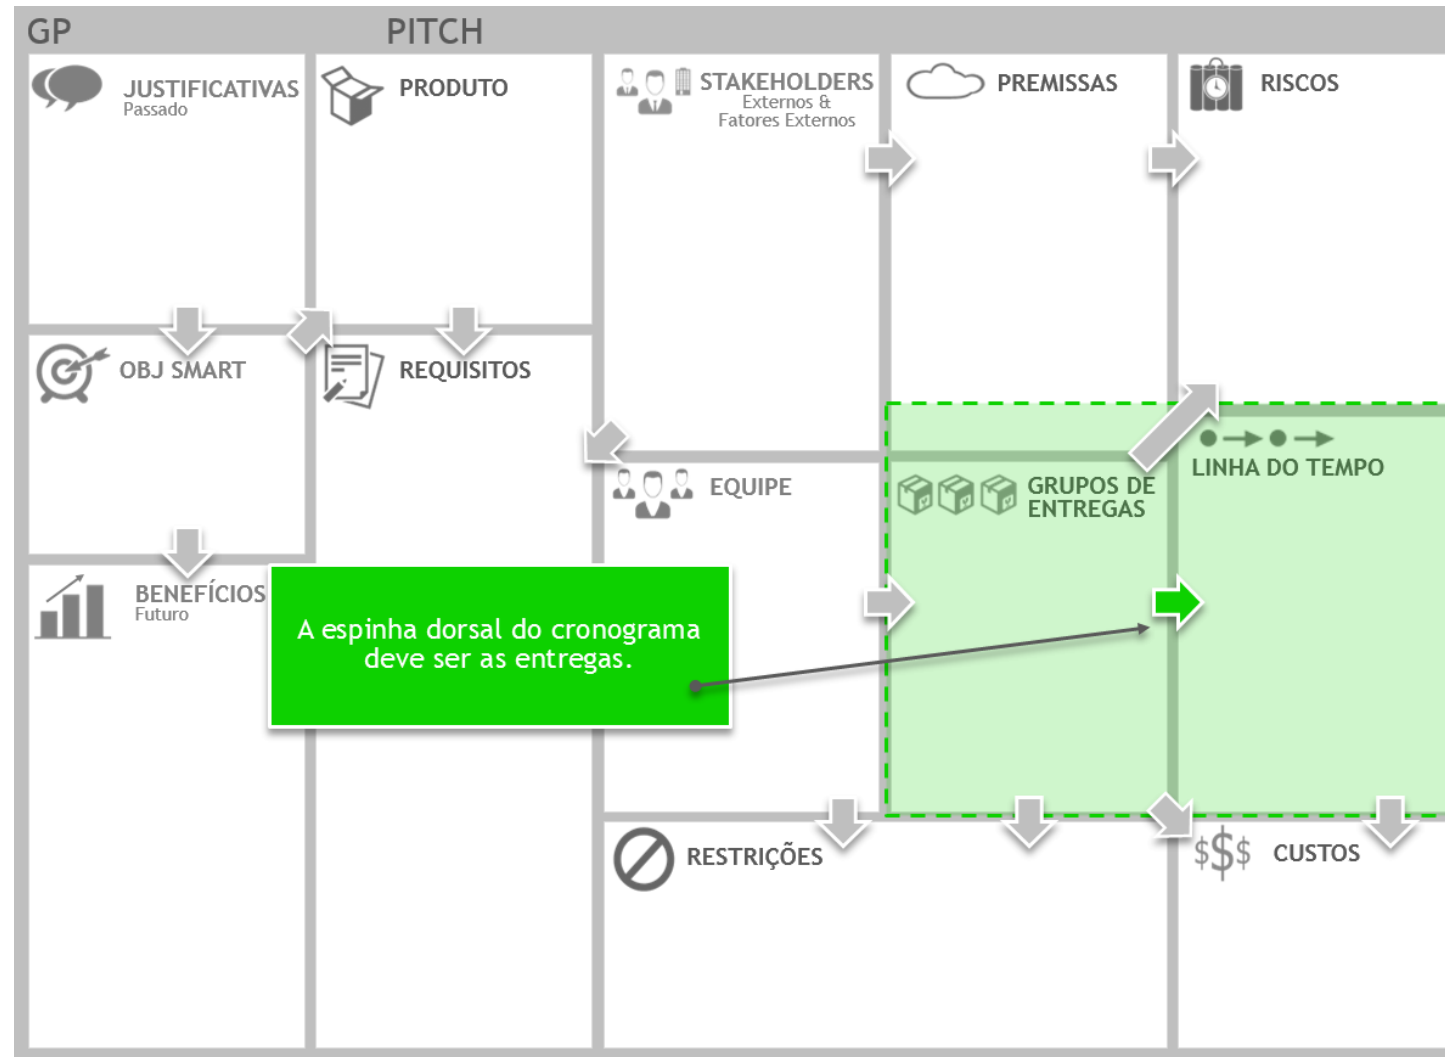 GP
PITCH
JUSTIFICATIVAS
Passado
PRODUTO
STAKEHOLDERS
Externos &
Fatores Externos
PREMISSAS
RISCOS
OBJ SMART
REQUISITOS
EQUIPE
GRUPOS DE
ENTREGAS
LINHA DO TEMPO
BENEFÍCIOS
Futuro
A espinha dorsal do cronograma
deve ser as entregas.
RESTRIÇÕES
$$$
CUSTOS